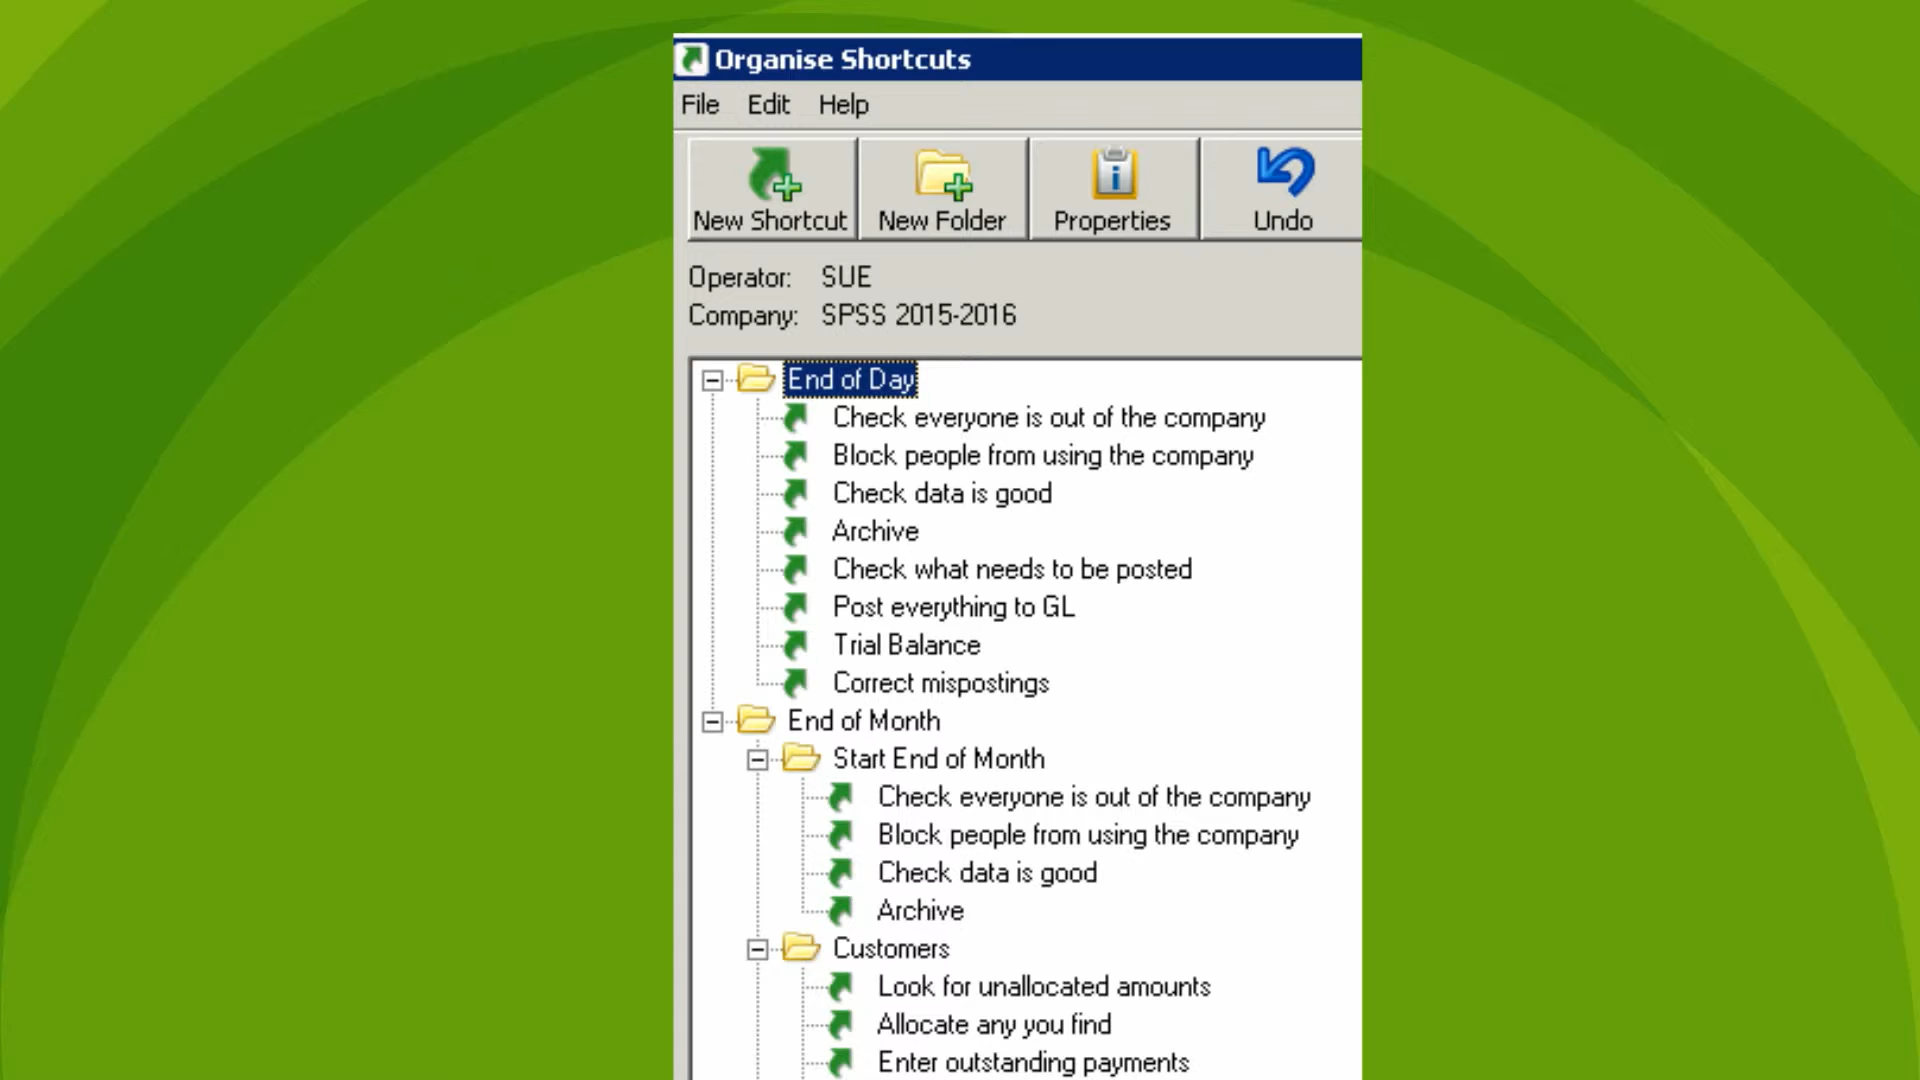 Organise Shortcuts
File Edit Help
New Shortcut New Folder Properties Undo
Operator: SUE
Company: SPSS 2015-2016
End of Day
Check everyone is out of the company
Block people from using the company
Check data is good
Archive
Check what needs to be posted
Post everything to GL
Trial Balance
Correct mispostings
End of Month
Start End of Month
Check everyone is out of the company
Block people from using the company
Check data is good
Archive
Customers
Look for unallocated amounts
Allocate any you find
Enter outstanding payments